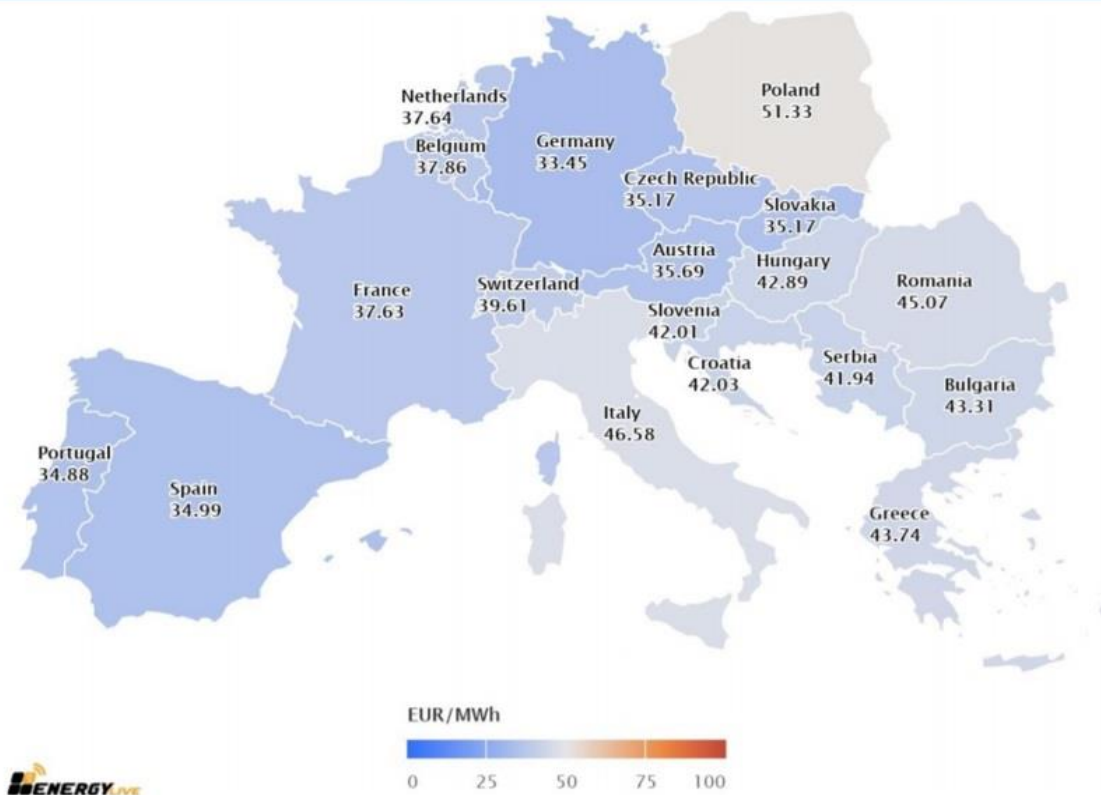 Poland
51.33
Netherlands
37.64
Germany
33.45
Belgium
37.86
Czech Republic
35.17
Slovakia
35.17
Austria
35.69
Hungary
42.89
Romania
45.07
France
37.63
Switzerland
39.61
Slovenia
42.01
Croatia
42.03
Serbia
41.94
Bulgaria
43.31
Italy
46.58
Portugal
34.88
Spain
34.99
Greece
43.74
EUR/MWh
0 25 50 75 100
ENERGY LIVE